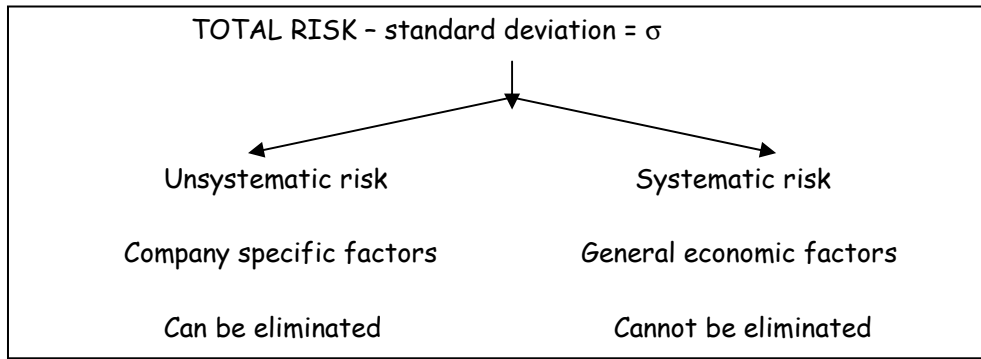 TOTAL RISK – standard deviation = σ
Unsystematic risk
Systematic risk
Company specific factors
General economic factors
Can be eliminated
Cannot be eliminated